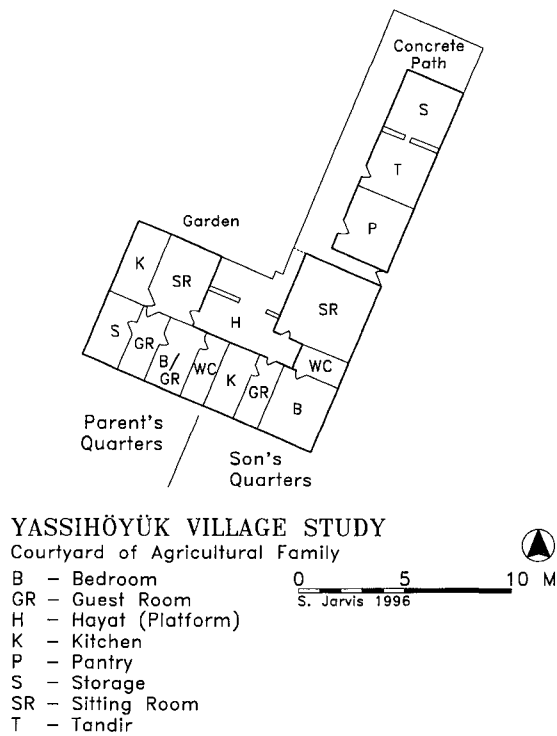 Concrete
Path
S
T
P
Garden
K
SR
SR
H
S
GR
B/
GR
WC
K
GR
WC
B
Parent's
Quarters
Son's
Quarters
YASSIHÖYÜK VILLAGE STUDY
Courtyard of Agricultural Family
B – Bedroom
GR – Guest Room
H – Hayat (Platform)
K – Kitchen
P – Pantry
S – Storage
SR – Sitting Room
T – Tandir
0 5 10 M
S. Jarvis 1996